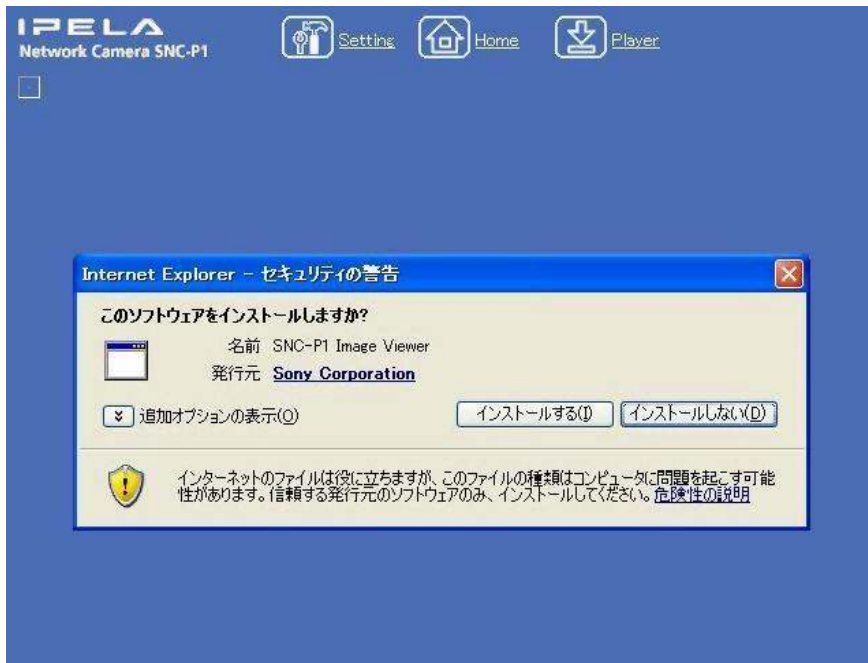 IPELA
Network Camera SNC-P1
Setting
Home
Player
Internet Explorer - セキュリティの警告
このソフトウェアをインストールしますか?
名前 SNC-P1 Image Viewer
発行元 Sony Corporation
追加オプションの表示(O)
インストールする(I)
インストールしない(D)
インターネットのファイルは役に立ちますが、このファイルの種類はコンピュータに問題を起こす可能
性があります。信頼する発行元のソフトウェアのみ、インストールしてください。危険性の説明